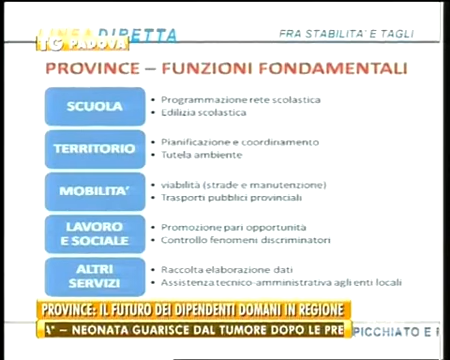 LINEA DIRETTA
TG PADOVA
FRA STABILITA' E TAGLI
PROVINCE – FUNZIONI FONDAMENTALI
SCUOLA
• Programmazione rete scolastica
• Edilizia scolastica
TERRITORIO
• Pianificazione e coordinamento
• Tutela ambiente
MOBILITA'
• viabilità (strade e manutenzione)
• Trasporti pubblici provinciali
LAVORO
E SOCIALE
• Promozione pari opportunità
• Controllo fenomeni discriminatori
ALTRI
SERVIZI
• Raccolta elaborazione dati
• Assistenza tecnico-amministrativa agli enti locali
PROVINCE: IL FUTURO DEI DIPENDENTI DOMANI IN REGIONE
A" – NEONATA GUARISCE DAL TUMORE DOPO LE PRE
PICCHIATO E